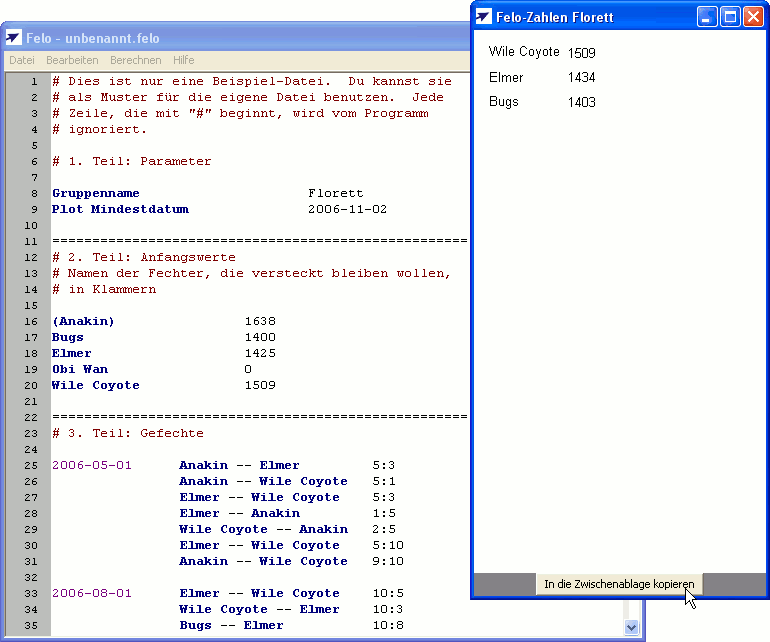 Felo - unbenannt.felo
Datei Bearbeiten Berechnen Hilfe
1 # Dies ist nur eine Beispiel-Datei.  Du kannst sie
2 # als Muster für die eigene Datei benutzen.  Jede
3 # Zeile, die mit "#" beginnt, wird vom Programm
4 # ignoriert.
5
6 # 1. Teil: Parameter
7
8 Gruppenname Florett
9 Plot Mindestdatum 2006-11-02
10
11 ====================================================
12 # 2. Teil: Anfangswerte
13 # Namen der Fechter, die versteckt bleiben wollen,
14 # in Klammern
15
16 (Anakin) 1638
17 Bugs 1400
18 Elmer 1425
19 Obi Wan 0
20 Wile Coyote 1509
21
22 ====================================================
23 # 3. Teil: Gefechte
24
25 2006-05-01 Anakin -- Elmer 5:3
26 Anakin -- Wile Coyote 5:1
27 Elmer -- Wile Coyote 5:3
28 Elmer -- Anakin 1:5
29 Wile Coyote -- Anakin 2:5
30 Elmer -- Wile Coyote 5:10
31 Anakin -- Wile Coyote 9:10
32
33 2006-08-01 Elmer -- Wile Coyote 10:5
34 Wile Coyote -- Elmer 10:3
35 Bugs -- Elmer 10:8
Felo-Zahlen Florett
Wile Coyote 1509
Elmer 1434
Bugs 1403
In die Zwischenablage kopieren